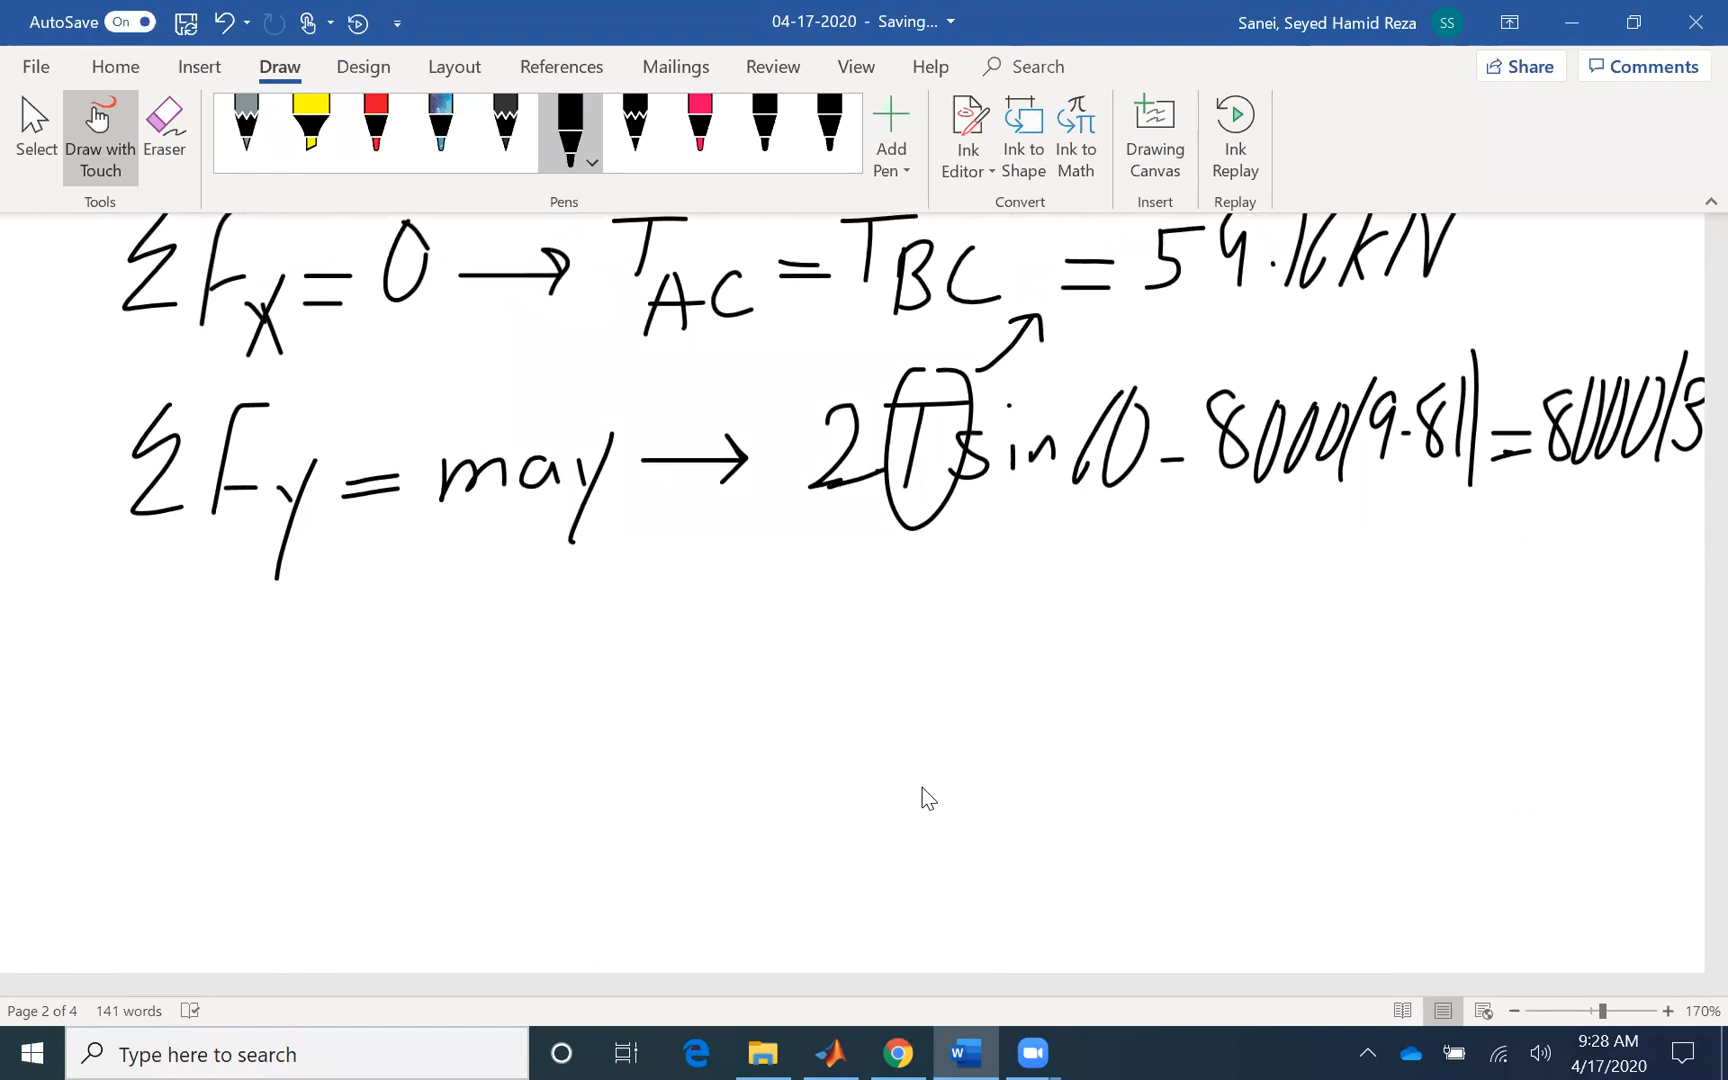 AutoSave On 04-17-2020 - Saving... Sanei, Seyed Hamid Reza SS
File Home Insert Draw Design Layout References Mailings Review View Help Search Share Comments
Select Draw with Touch Eraser Add Pen Ink Editor Ink to Shape Ink to Math Drawing Canvas Ink Replay
Tools Pens Convert Insert Replay
ΣFx = 0 → TAC = TBC = 54.16 kN
ΣFy = may → 2T sin 60 - 8000(9.81) = 8000(
Page 2 of 4 141 words 170%
Type here to search 9:28 AM
4/17/2020